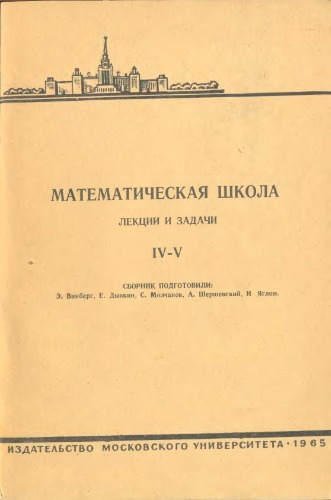 МАТЕМАТИЧЕСКАЯ ШКОЛА
ЛЕКЦИИ И ЗАДАЧИ
IV-V
СБОРНИК ПОДГОТОВИЛИ:
Э. Винберг, Е. Дынкин, С. Молчанов, А. Шершевский, И. Яглом.
ИЗДАТЕЛЬСТВО МОСКОВСКОГО УНИВЕРСИТЕТА · 1965